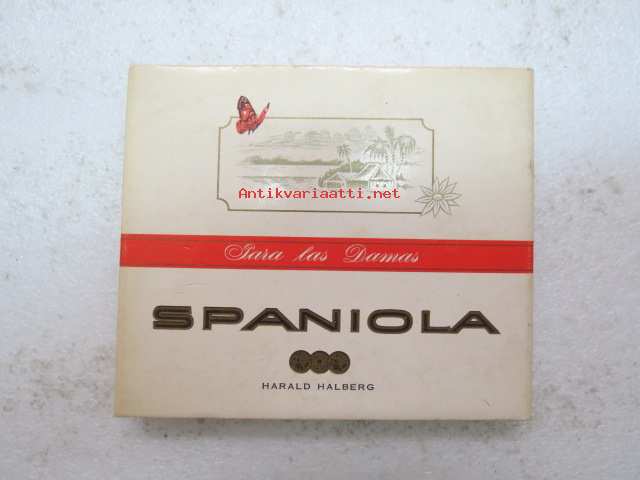 Antikvariaatti.net
Para las Damas
SPANIOLA
HARALD HALBERG